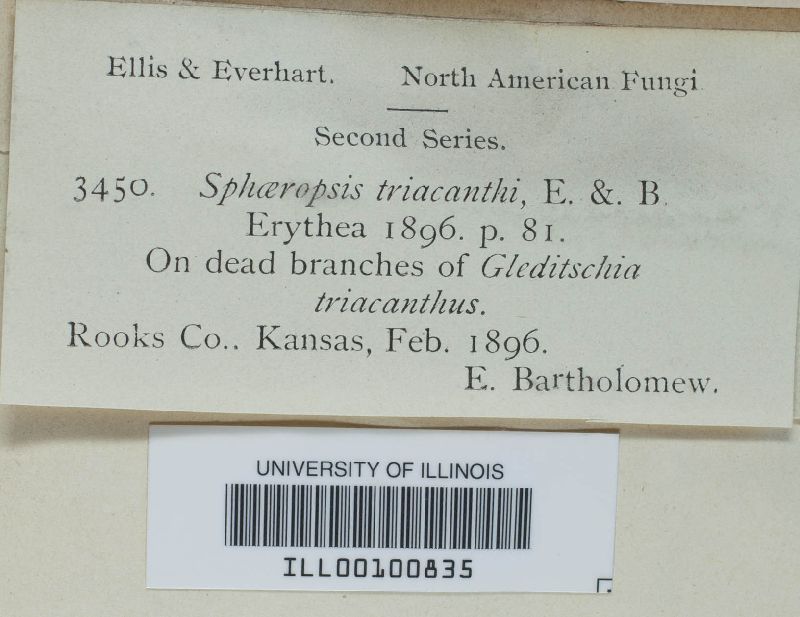 Ellis & Everhart. North American Fungi
Second Series.
3450. Sphæropsis triacanthi, E. &. B.
Erythea 1896. p. 81.
On dead branches of Gleditschia
triacanthus.
Rooks Co.. Kansas, Feb. 1896.
E. Bartholomew.
UNIVERSITY OF ILLINOIS
ILL00100835